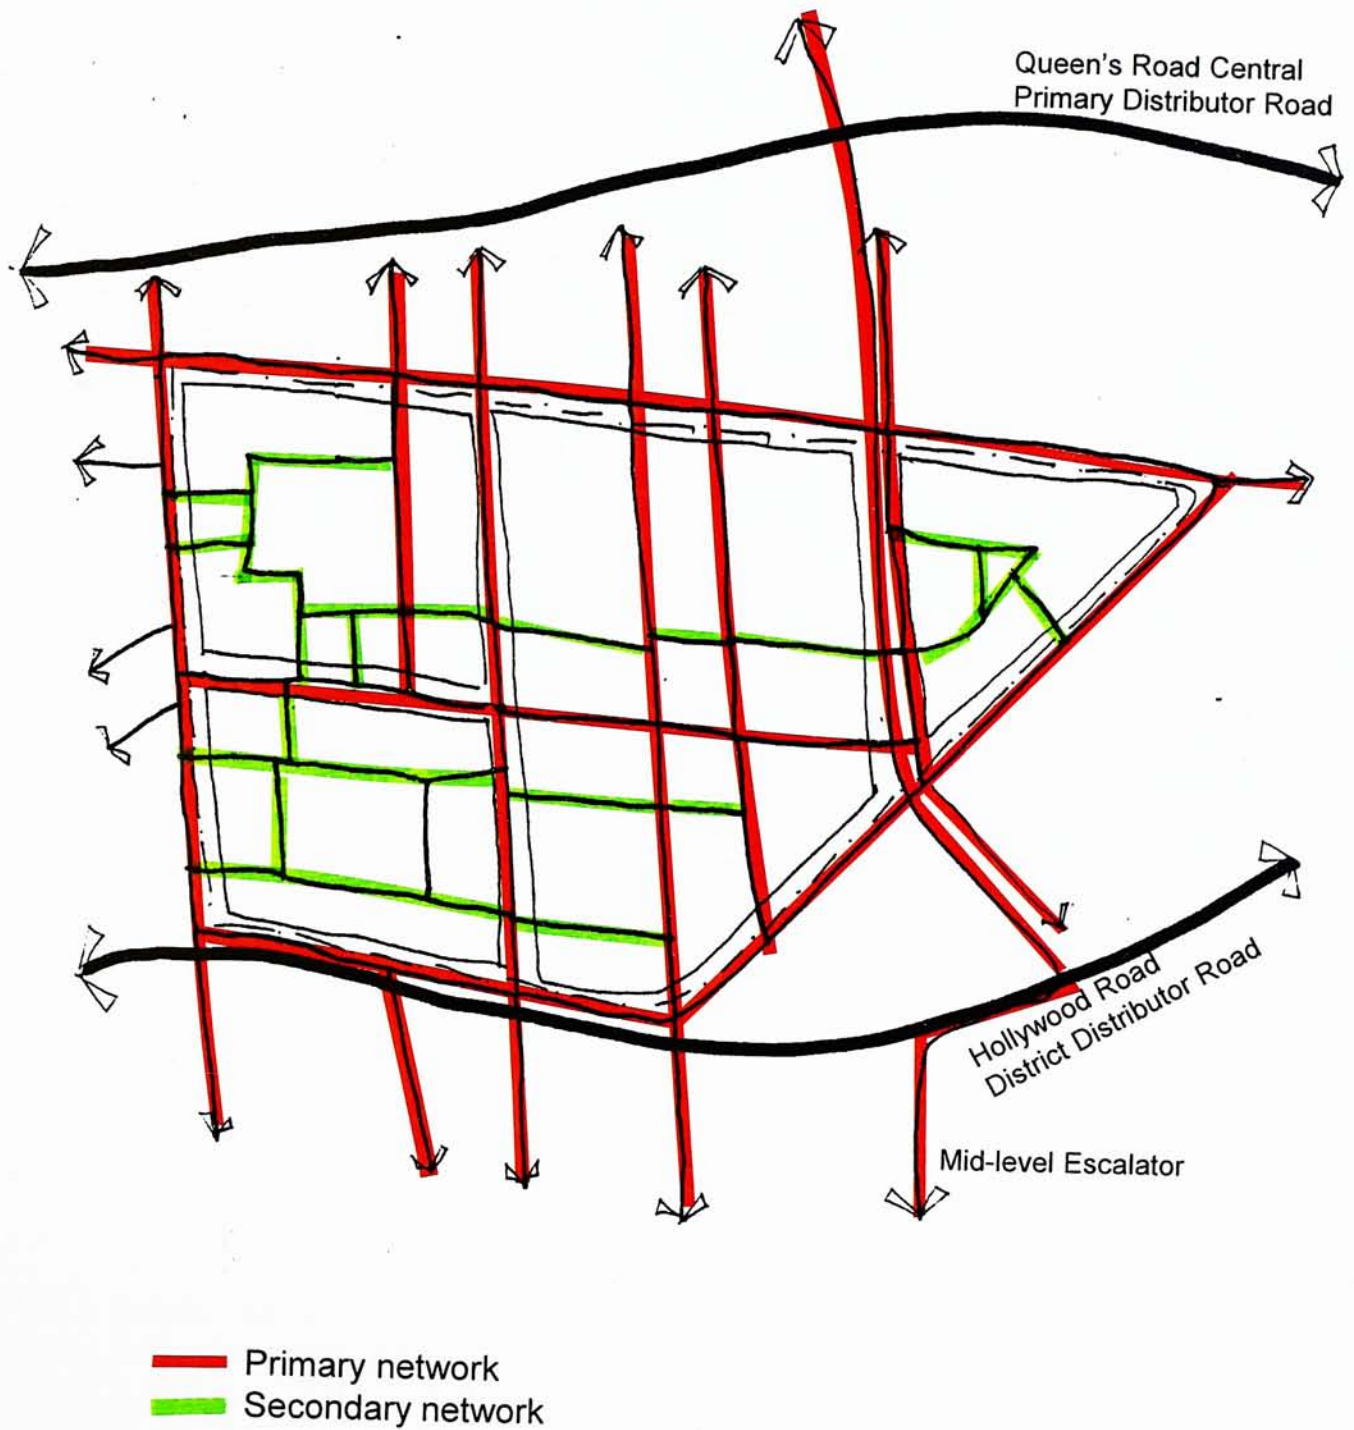 Queen's Road Central
Primary Distributor Road
Hollywood Road
District Distributor Road
Mid-level Escalator
Primary network
Secondary network